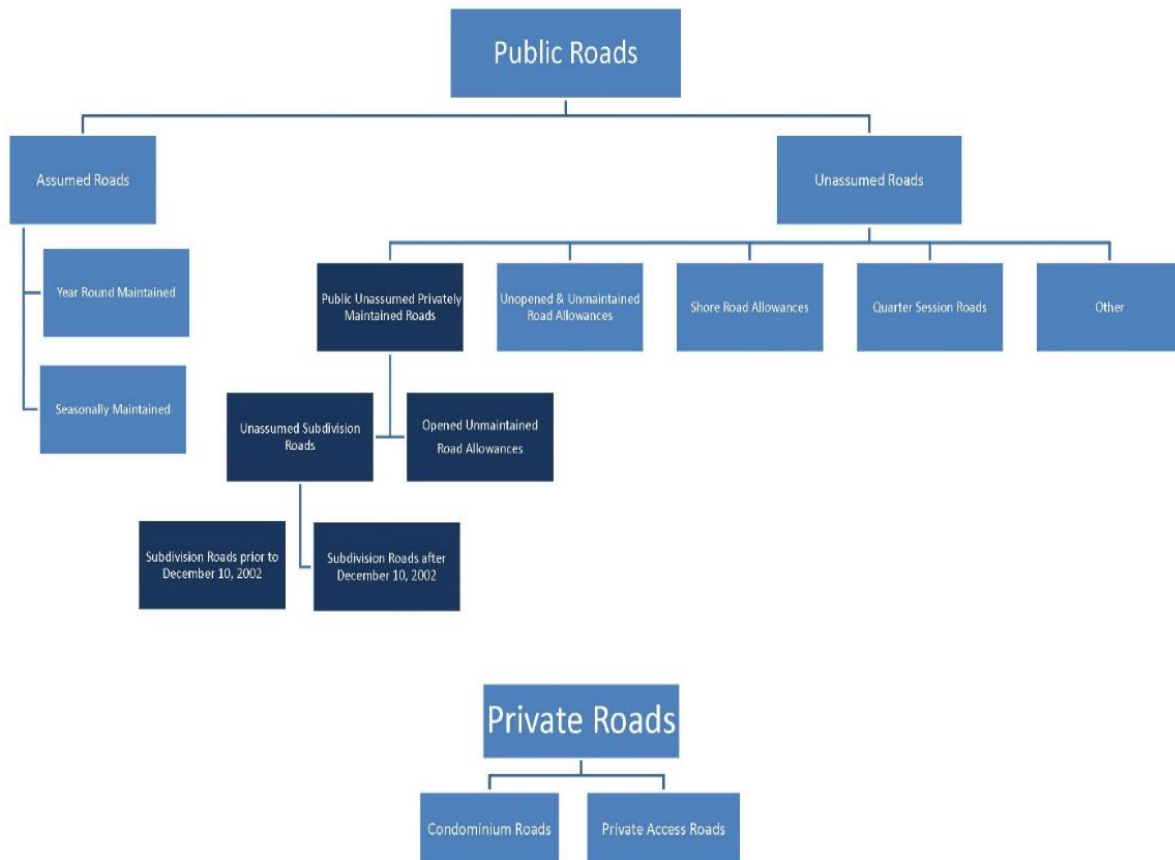 Public Roads
Assumed Roads
Unassumed Roads
Year Round Maintained
Seasonally Maintained
Public Unassumed Privately
Maintained Roads
Unopened & Unmaintained
Road Allowances
Shore Road Allowances
Quarter Session Roads
Other
Unassumed Subdivision
Roads
Opened Unmaintained
Road Allowances
Subdivision Roads prior to
December 10, 2002
Subdivision Roads after
December 10, 2002
Private Roads
Condominium Roads
Private Access Roads